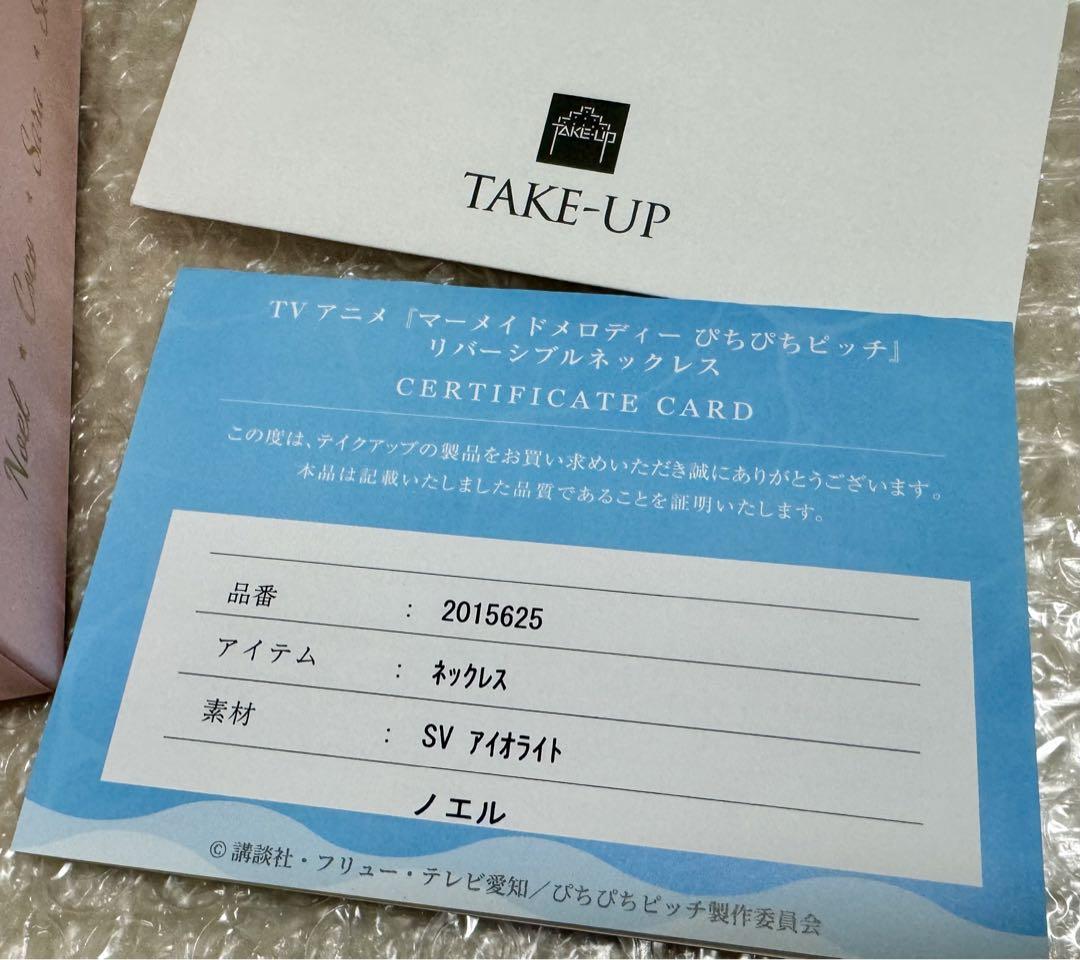 TAKE-UP
TAKE-UP
TVアニメ『マーメイドメロディー ぴちぴちピッチ』
リバーシブルネックレス
CERTIFICATE CARD
この度は、テイクアップの製品をお買い求めいただき誠にありがとうございます。
本品は記載いたしました品質であることを証明いたします。
品番 : 2015625
アイテム : ネックレス
素材 : SV アイオライト
ノエル
©講談社・フリュー・テレビ愛知／ぴちぴちピッチ製作委員会
Noel * Coco * Sara *